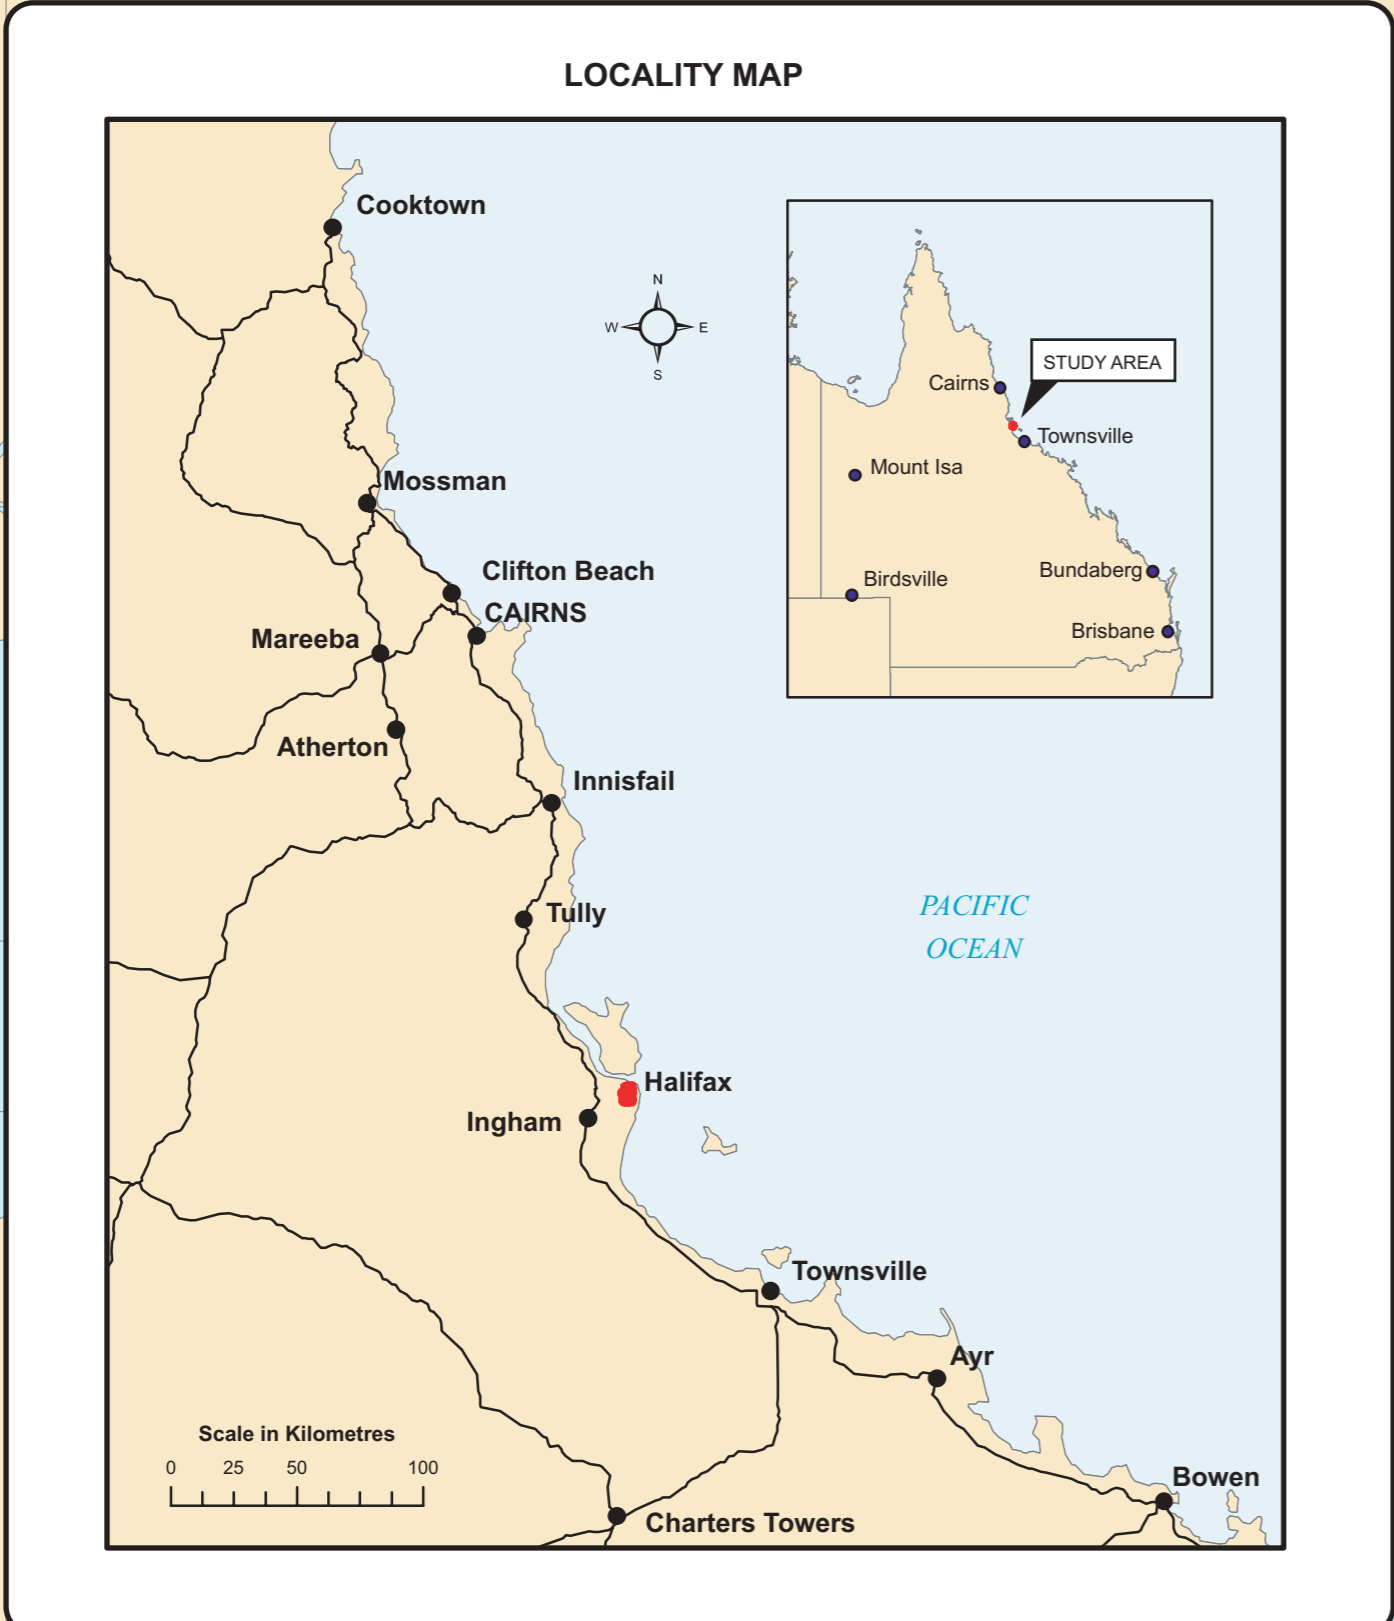 LOCALITY MAP
Cooktown
N
W E
S
STUDY AREA
Cairns
Townsville
Mount Isa
Birdsville
Bundaberg
Brisbane
Mossman
Clifton Beach
CAIRNS
Mareeba
Atherton
Innisfail
Tully
PACIFIC
OCEAN
Halifax
Ingham
Townsville
Ayr
Scale in Kilometres
0 25 50 100
Bowen
Charters Towers